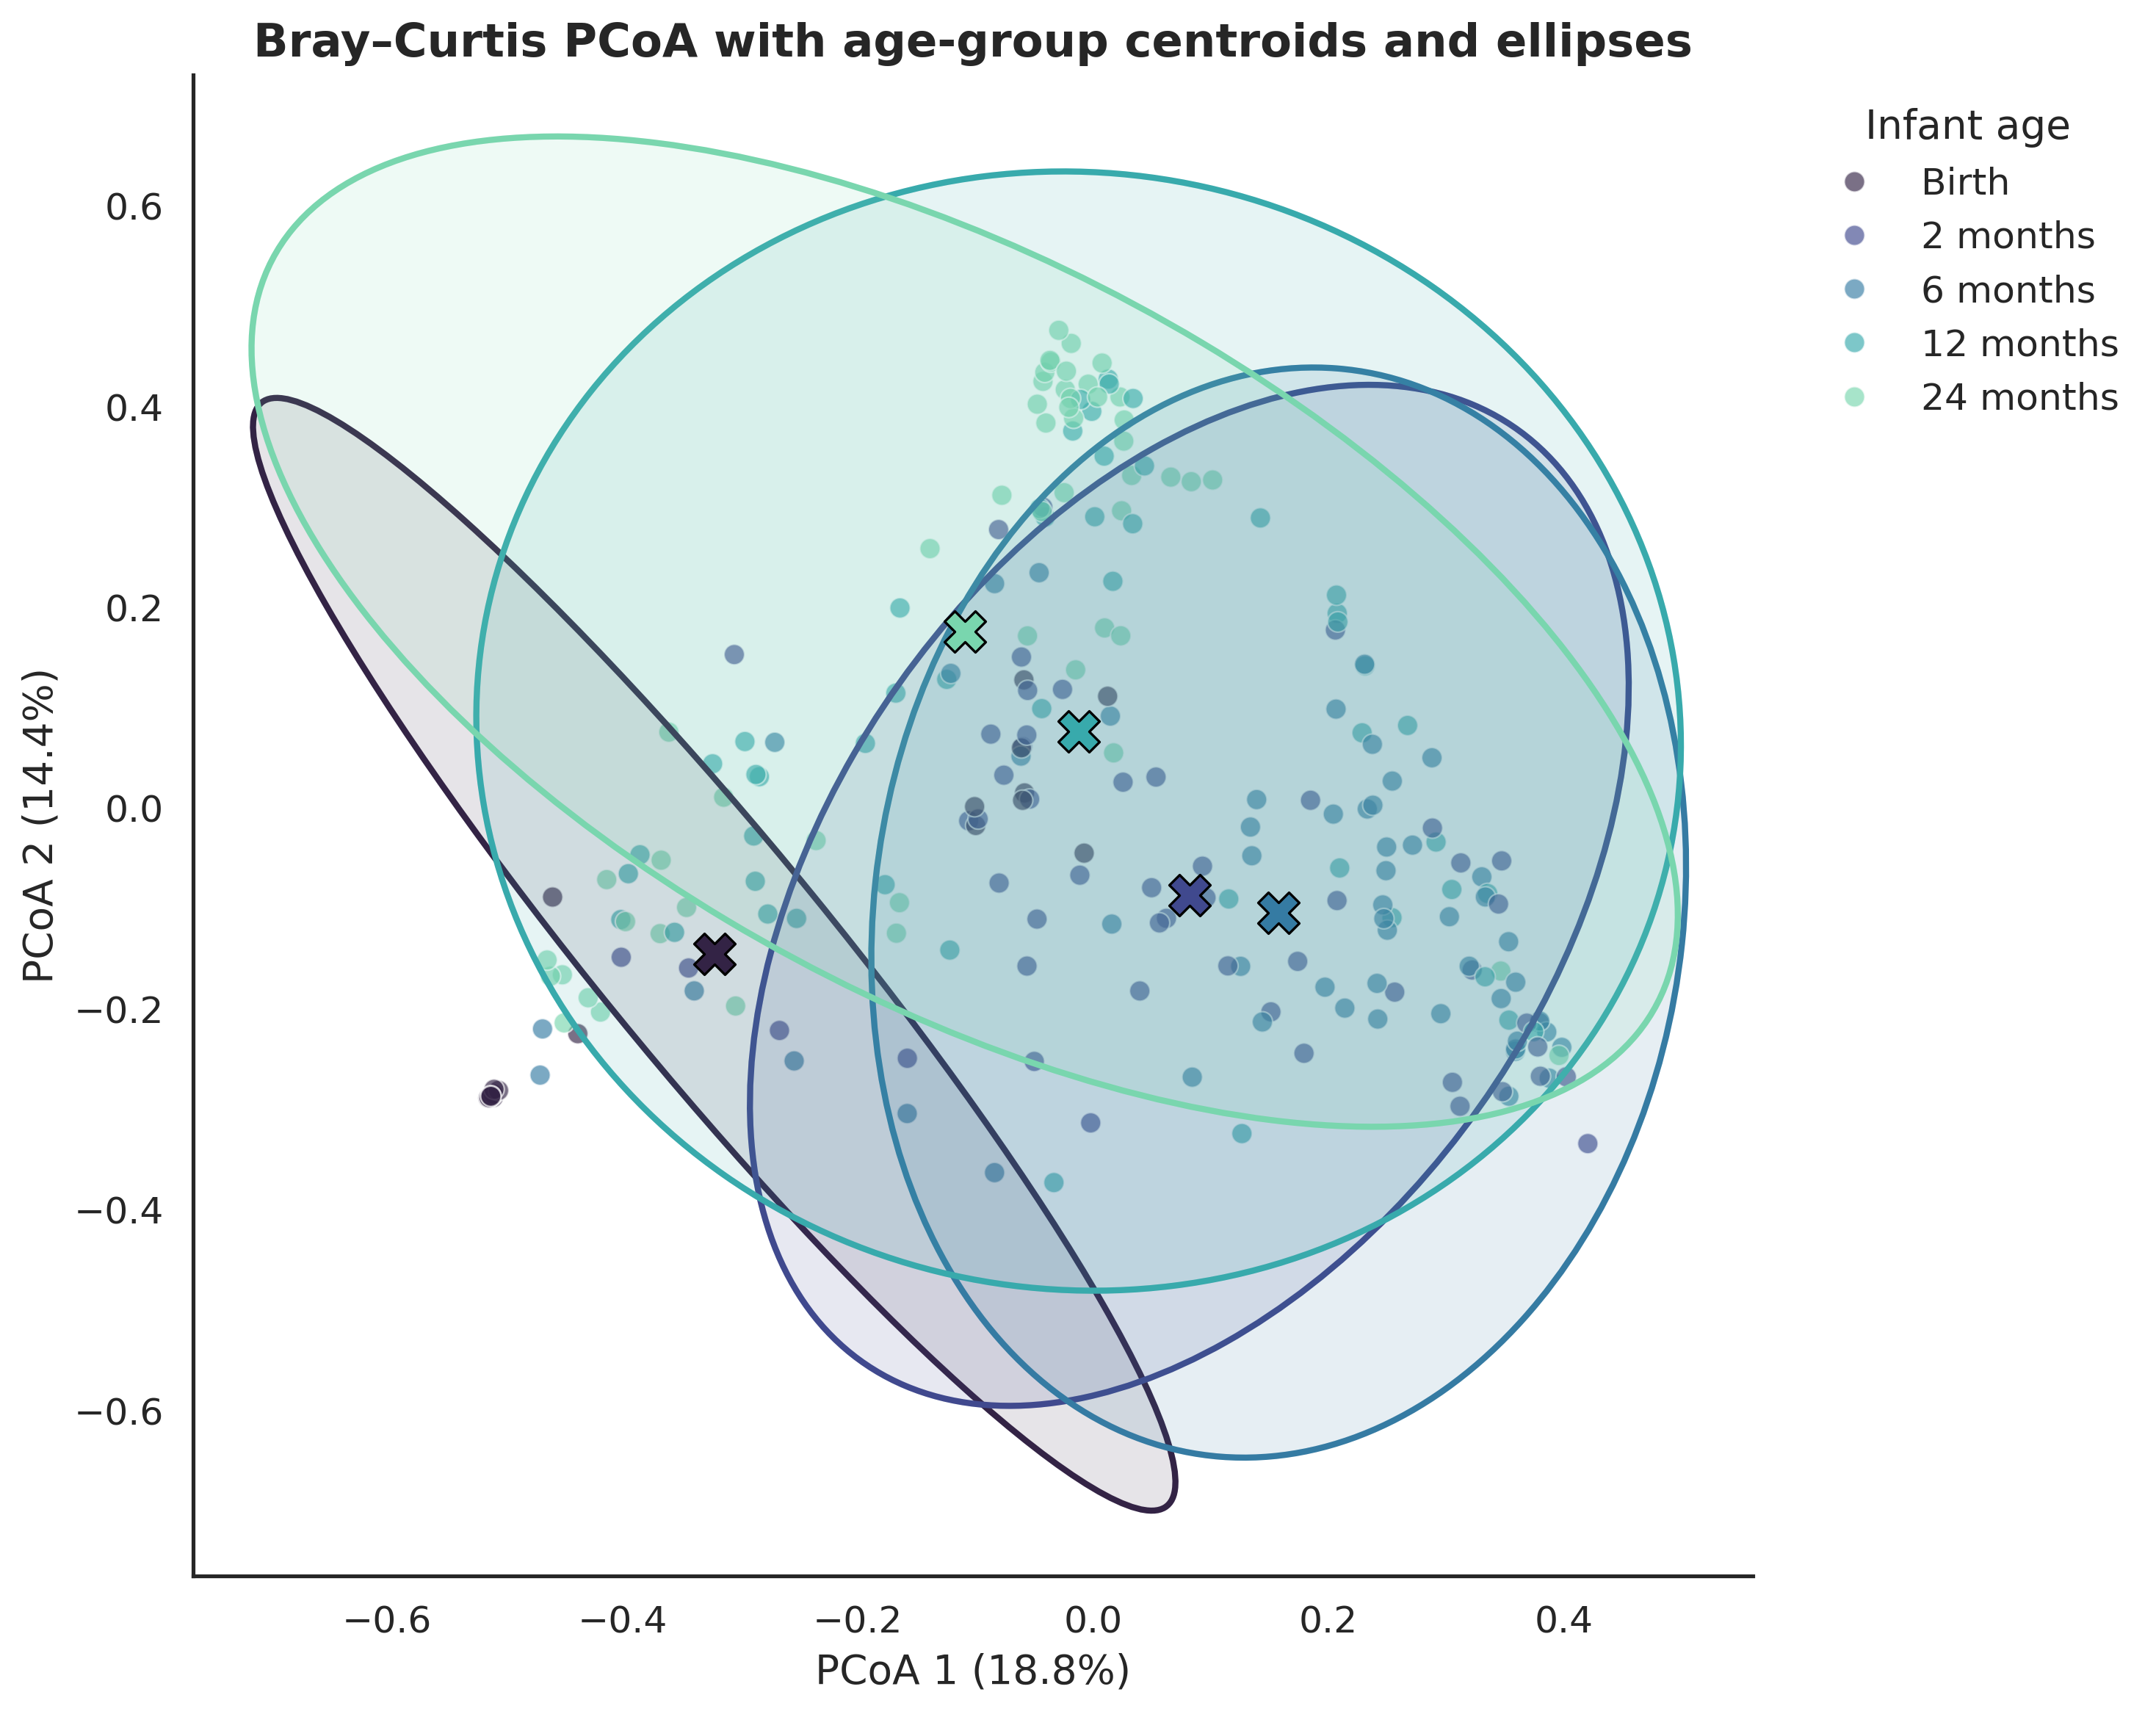 Bray–Curtis PCoA with age-group centroids and ellipses
Infant age
Birth
2 months
6 months
12 months
24 months
PCoA 2 (14.4%)
0.6
0.4
0.2
0.0
−0.2
−0.4
−0.6
−0.6
−0.4
−0.2
0.0
0.2
0.4
PCoA 1 (18.8%)